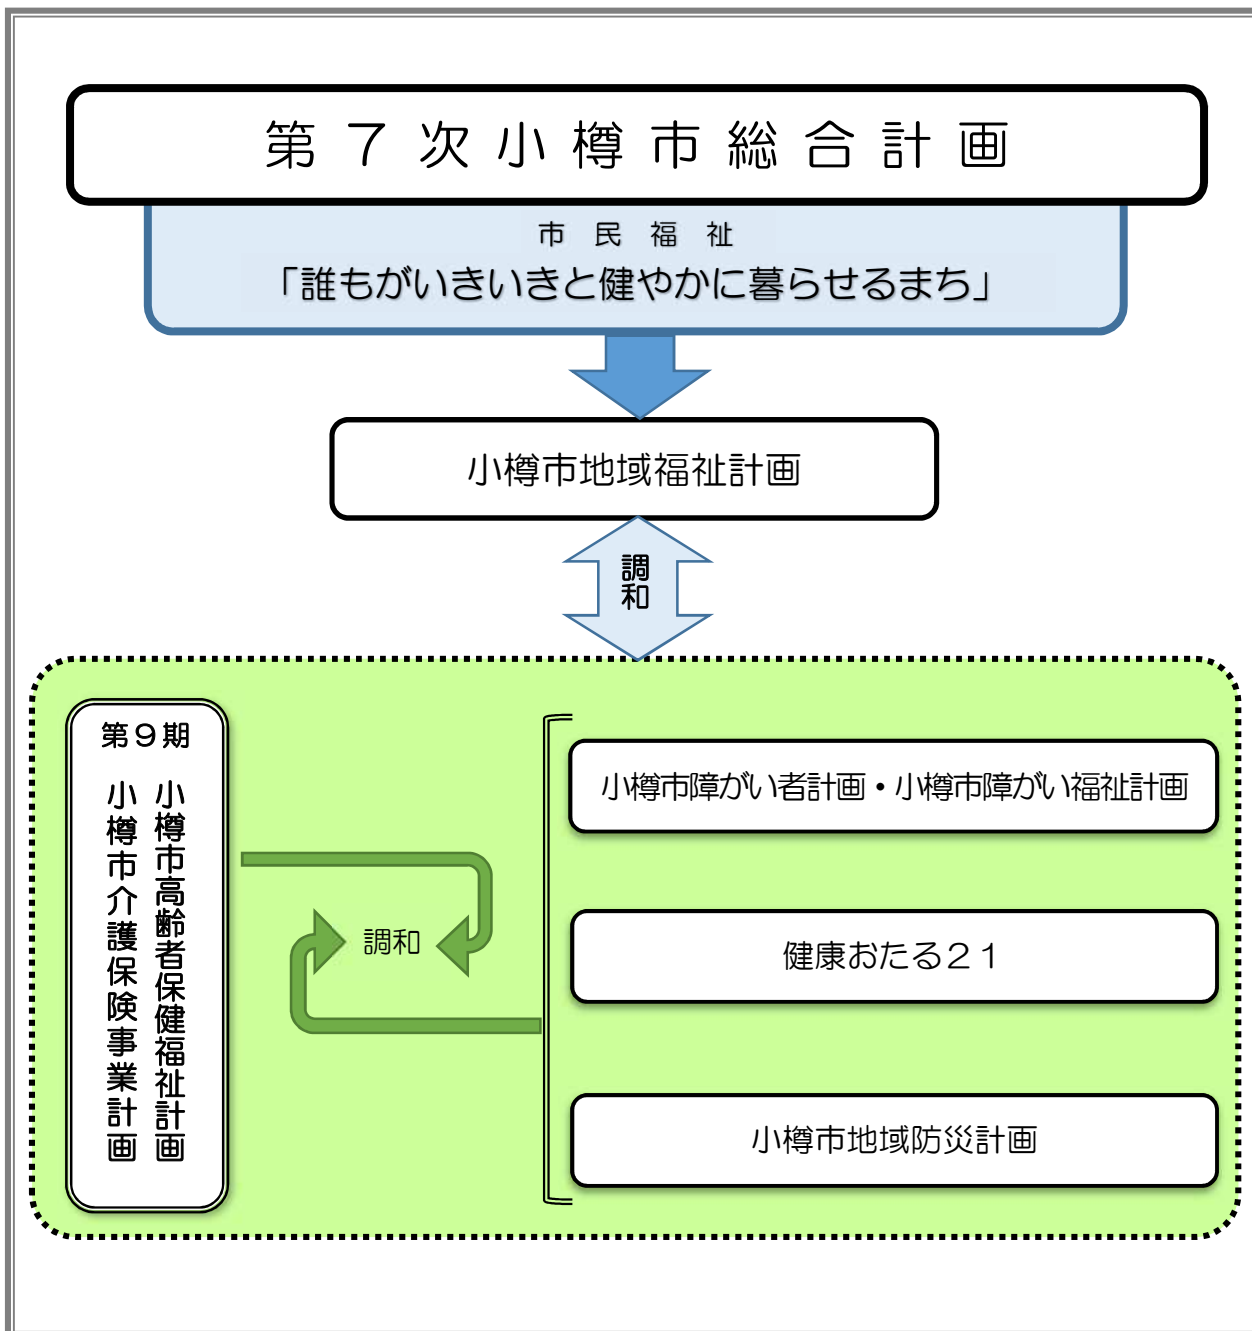 第７次小樽市総合計画
市民福祉
「誰もがいきいきと健やかに暮らせるまち」
小樽市地域福祉計画
調和
第９期
小樽市高齢者保健福祉計画
小樽市介護保険事業計画
調和
小樽市障がい者計画・小樽市障がい福祉計画
健康おたる２１
小樽市地域防災計画